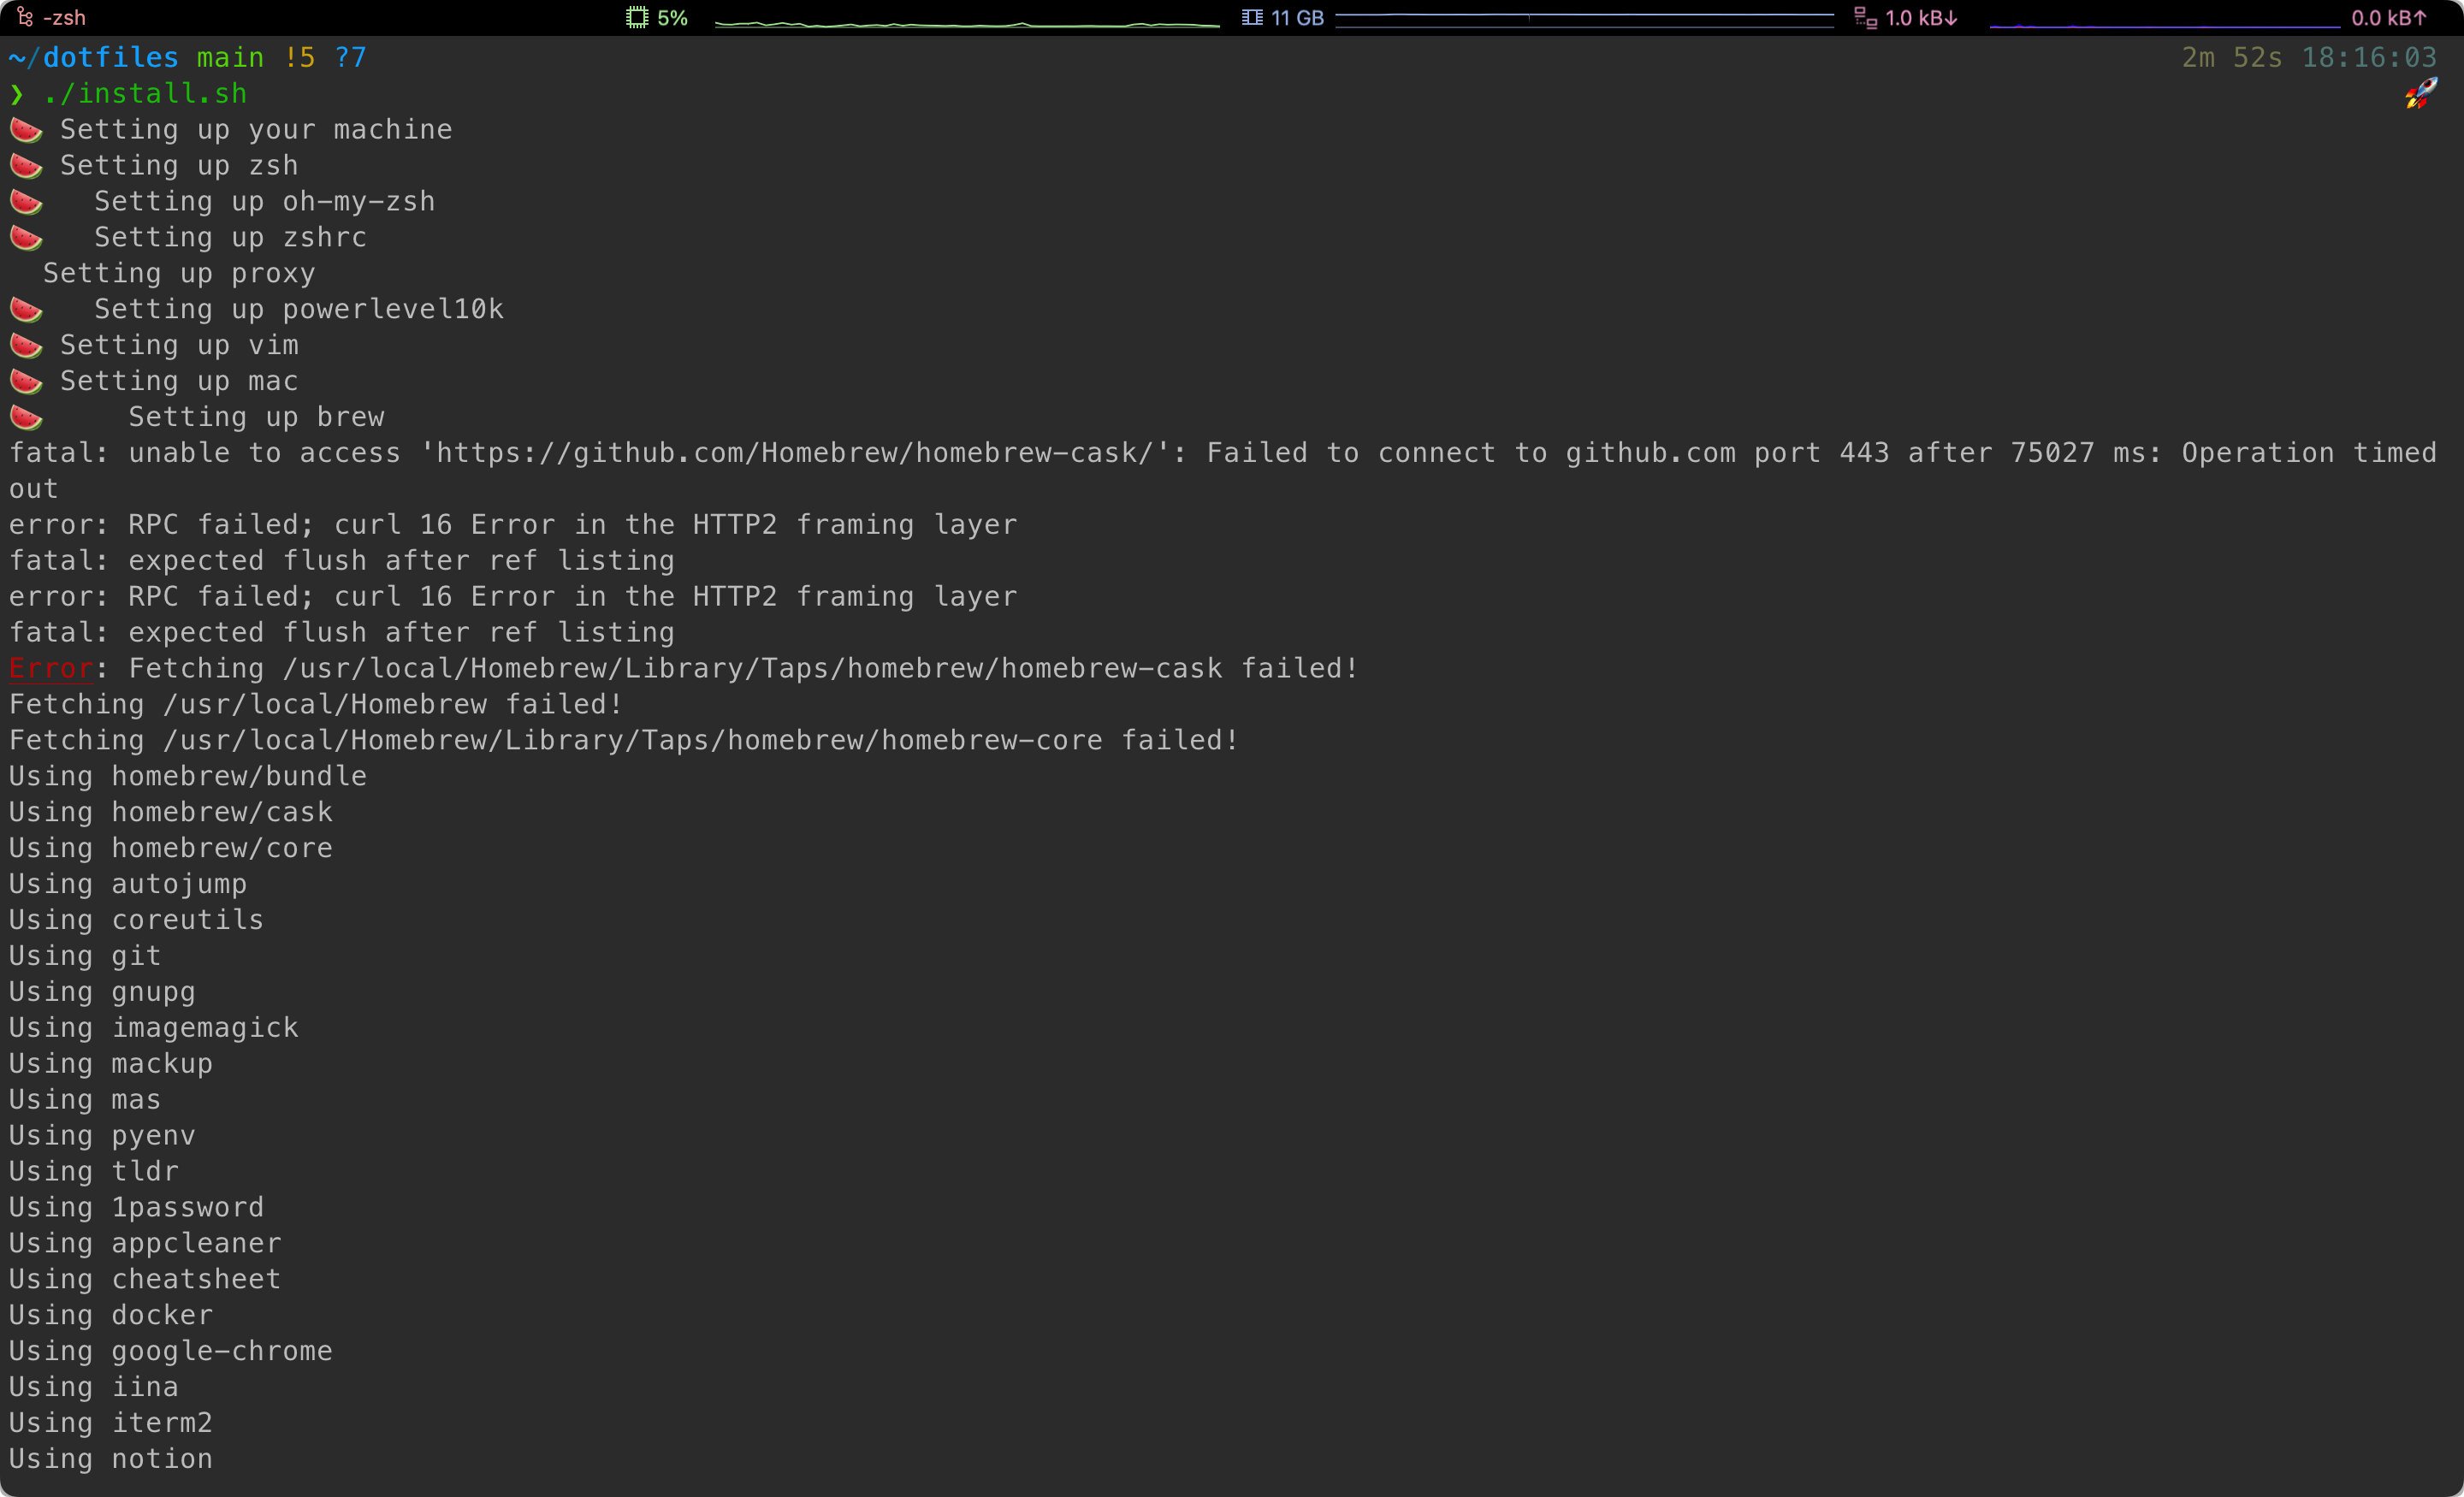 -zsh 5% 11 GB 1.0 kB↓ 0.0 kB↑
~/dotfiles main !5 ?7 2m 52s 18:16:03
❯ ./install.sh 🚀
🍉 Setting up your machine
🍉 Setting up zsh
🍉   Setting up oh-my-zsh
🍉   Setting up zshrc
  Setting up proxy
🍉   Setting up powerlevel10k
🍉 Setting up vim
🍉 Setting up mac
🍉     Setting up brew
fatal: unable to access 'https://github.com/Homebrew/homebrew-cask/': Failed to connect to github.com port 443 after 75027 ms: Operation timed
out
error: RPC failed; curl 16 Error in the HTTP2 framing layer
fatal: expected flush after ref listing
error: RPC failed; curl 16 Error in the HTTP2 framing layer
fatal: expected flush after ref listing
Error: Fetching /usr/local/Homebrew/Library/Taps/homebrew/homebrew-cask failed!
Fetching /usr/local/Homebrew failed!
Fetching /usr/local/Homebrew/Library/Taps/homebrew/homebrew-core failed!
Using homebrew/bundle
Using homebrew/cask
Using homebrew/core
Using autojump
Using coreutils
Using git
Using gnupg
Using imagemagick
Using mackup
Using mas
Using pyenv
Using tldr
Using 1password
Using appcleaner
Using cheatsheet
Using docker
Using google-chrome
Using iina
Using iterm2
Using notion